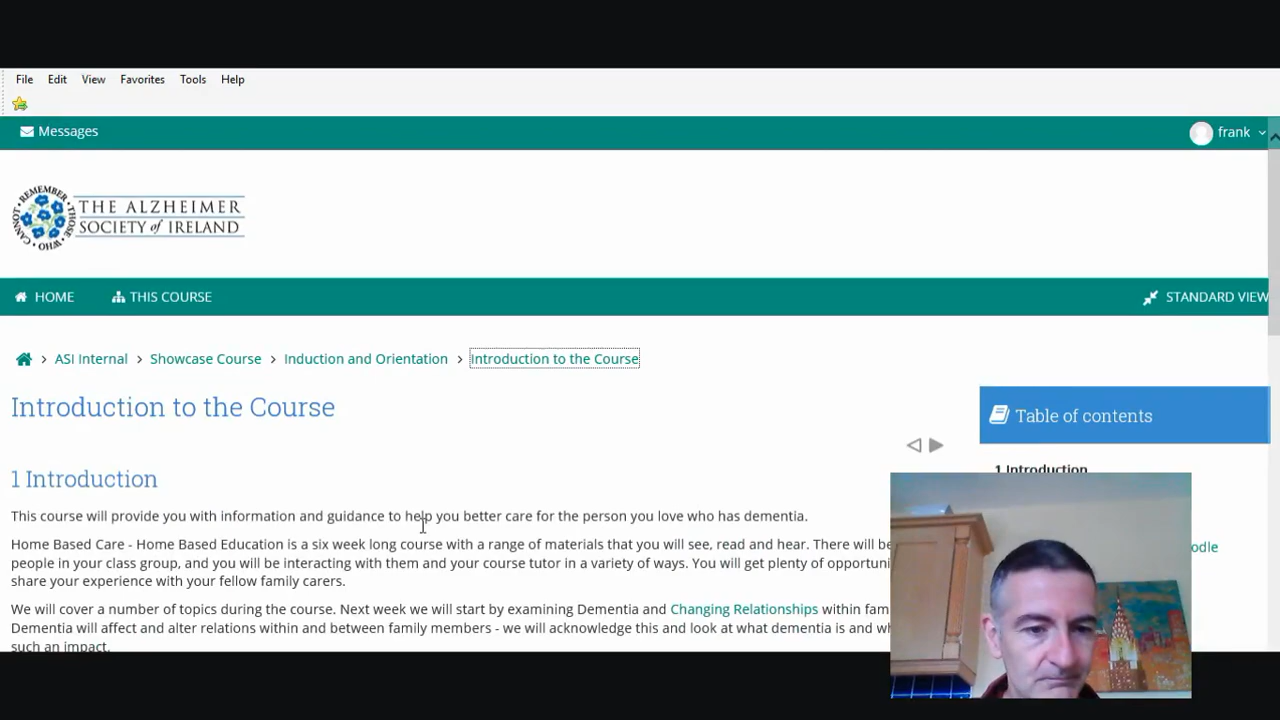 File Edit View Favorites Tools Help
Messages
frank
REMEMBER THOSE WHO CANNOT
THE ALZHEIMER
SOCIETY of IRELAND
HOME THIS COURSE STANDARD VIEW
ASI Internal Showcase Course Induction and Orientation Introduction to the Course
Introduction to the Course
Table of contents
1 Introduction
1 Introduction
This course will provide you with information and guidance to help you better care for the person you love who has dementia.
Home Based Care - Home Based Education is a six week long course with a range of materials that you will see, read and hear. There will be
people in your class group, and you will be interacting with them and your course tutor in a variety of ways. You will get plenty of opportuni
share your experience with your fellow family carers.
We will cover a number of topics during the course. Next week we will start by examining Dementia and Changing Relationships within fam
Dementia will affect and alter relations within and between family members - we will acknowledge this and look at what dementia is and wh
such an impact.